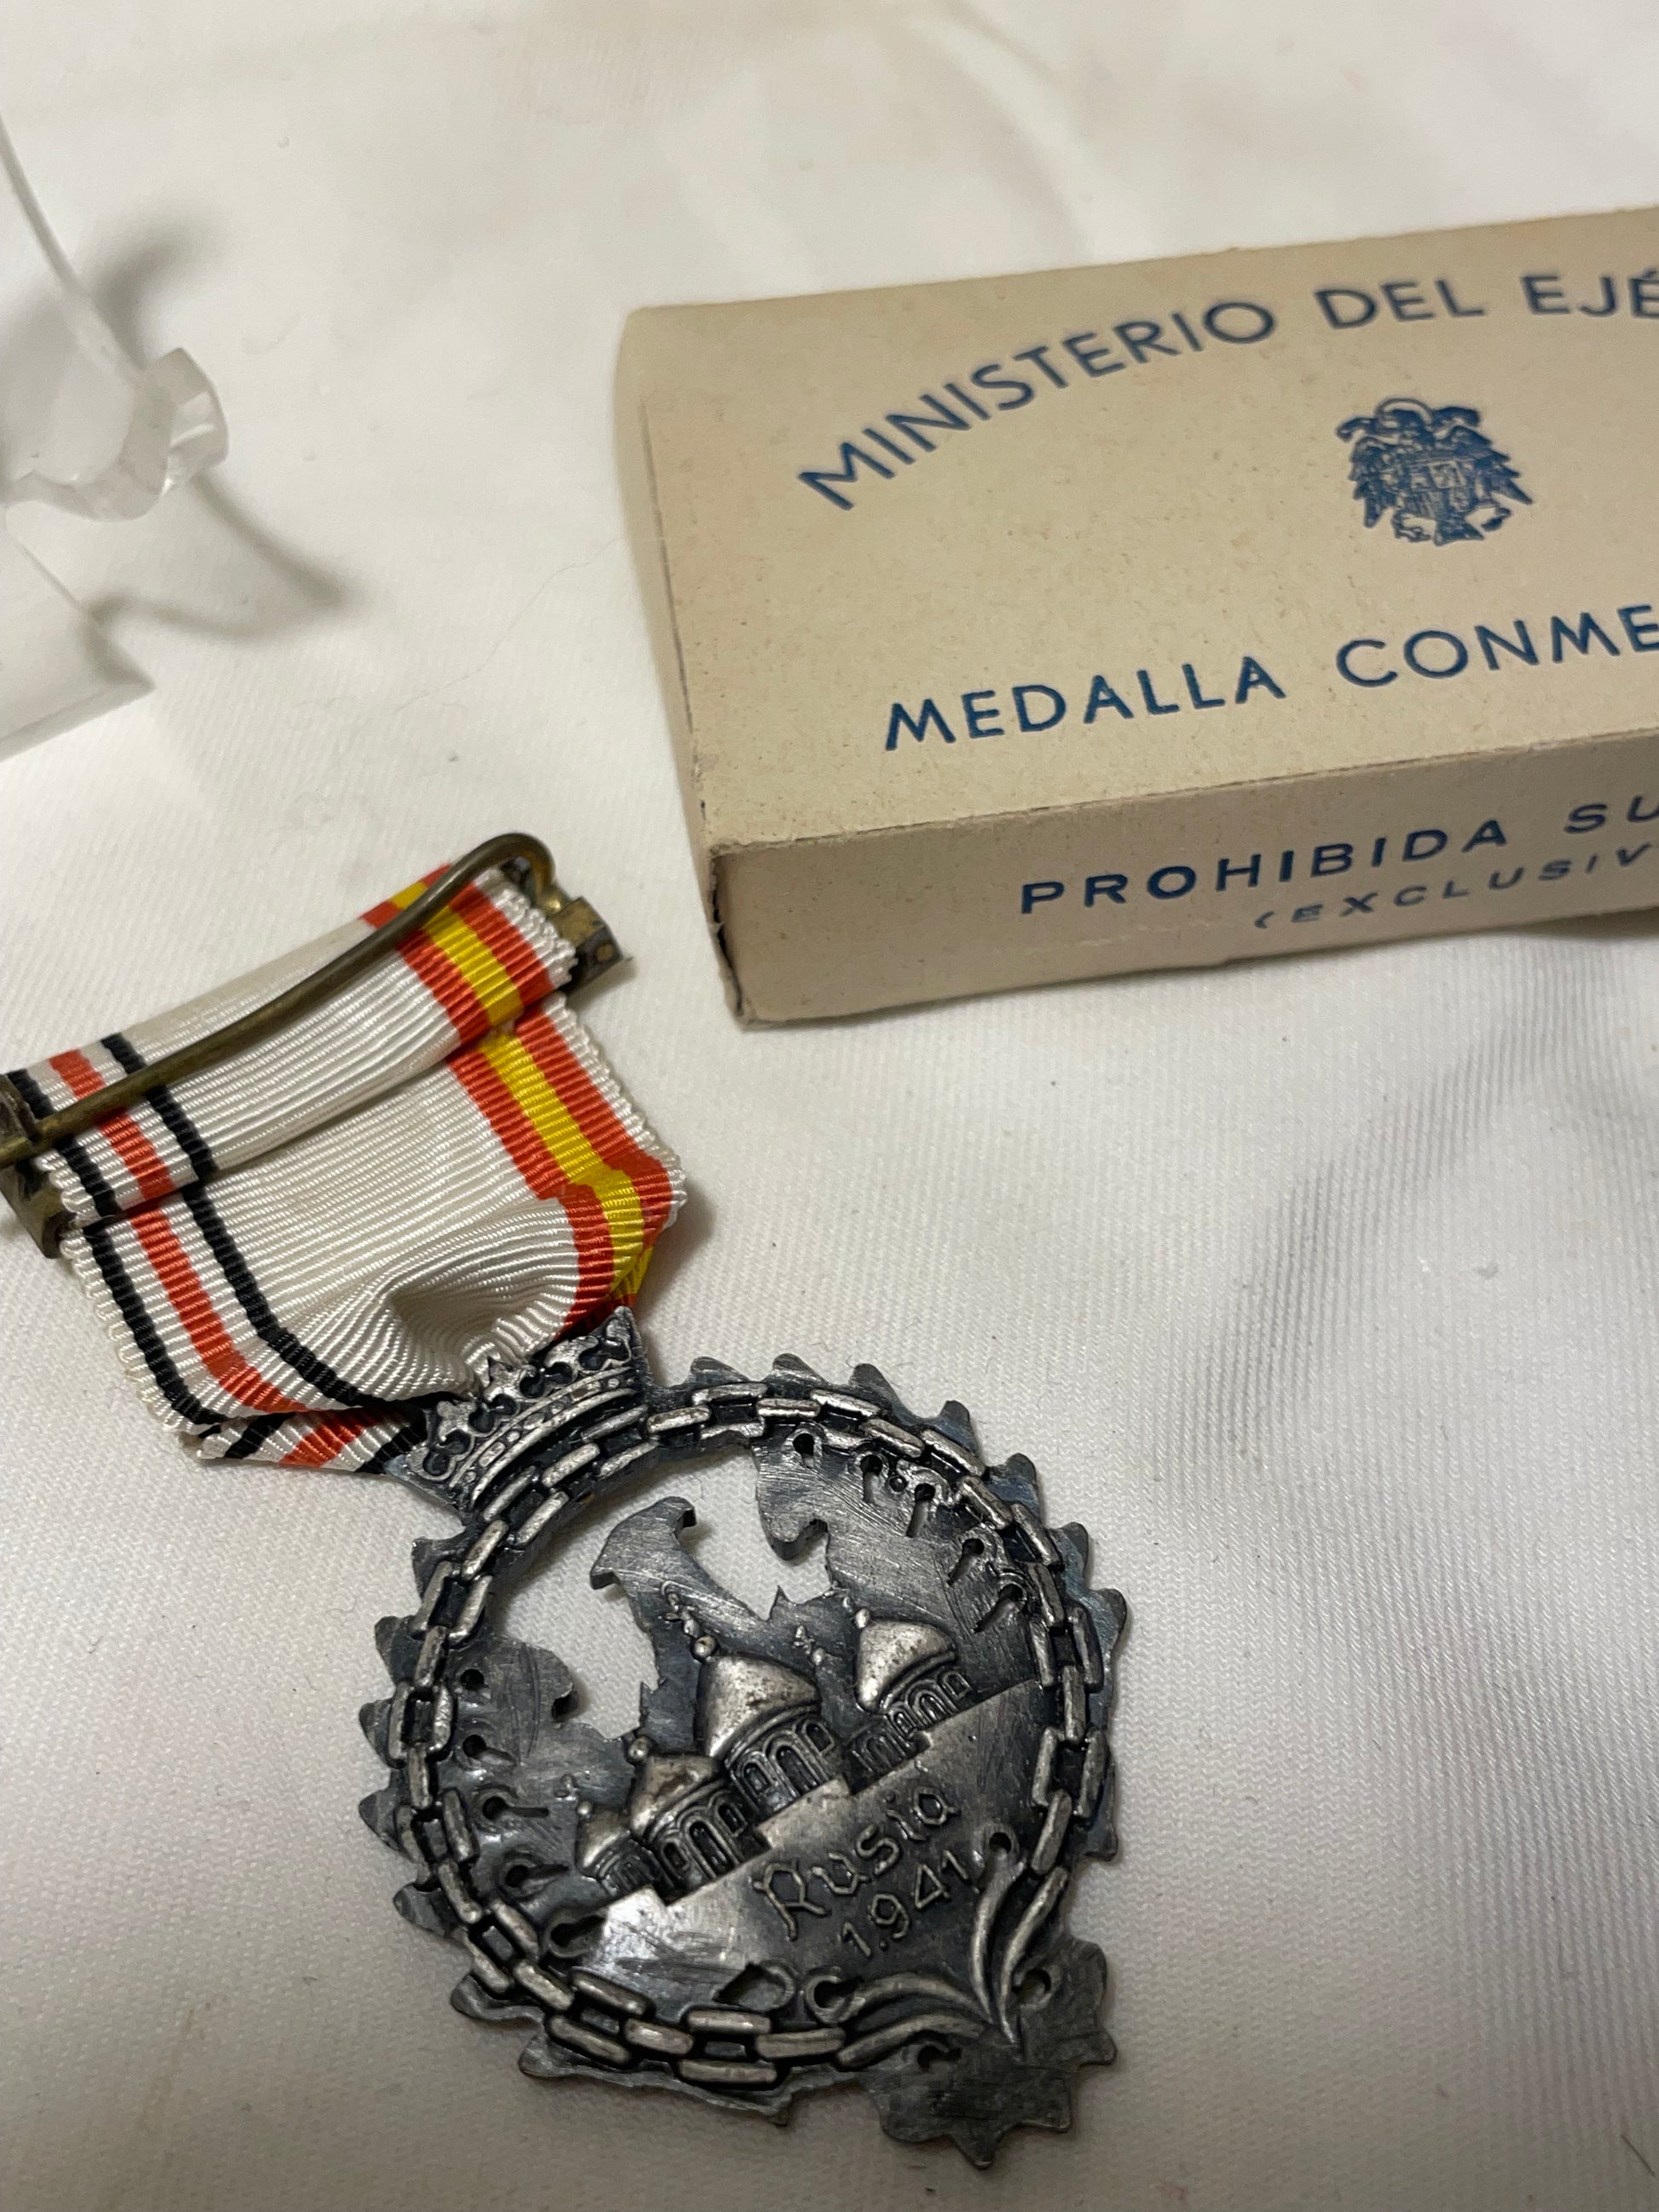 MINISTERIO DEL EJÉ
MEDALLA CONME
PROHIBIDA SU
(EXCLUSIV
Rusia
1.941